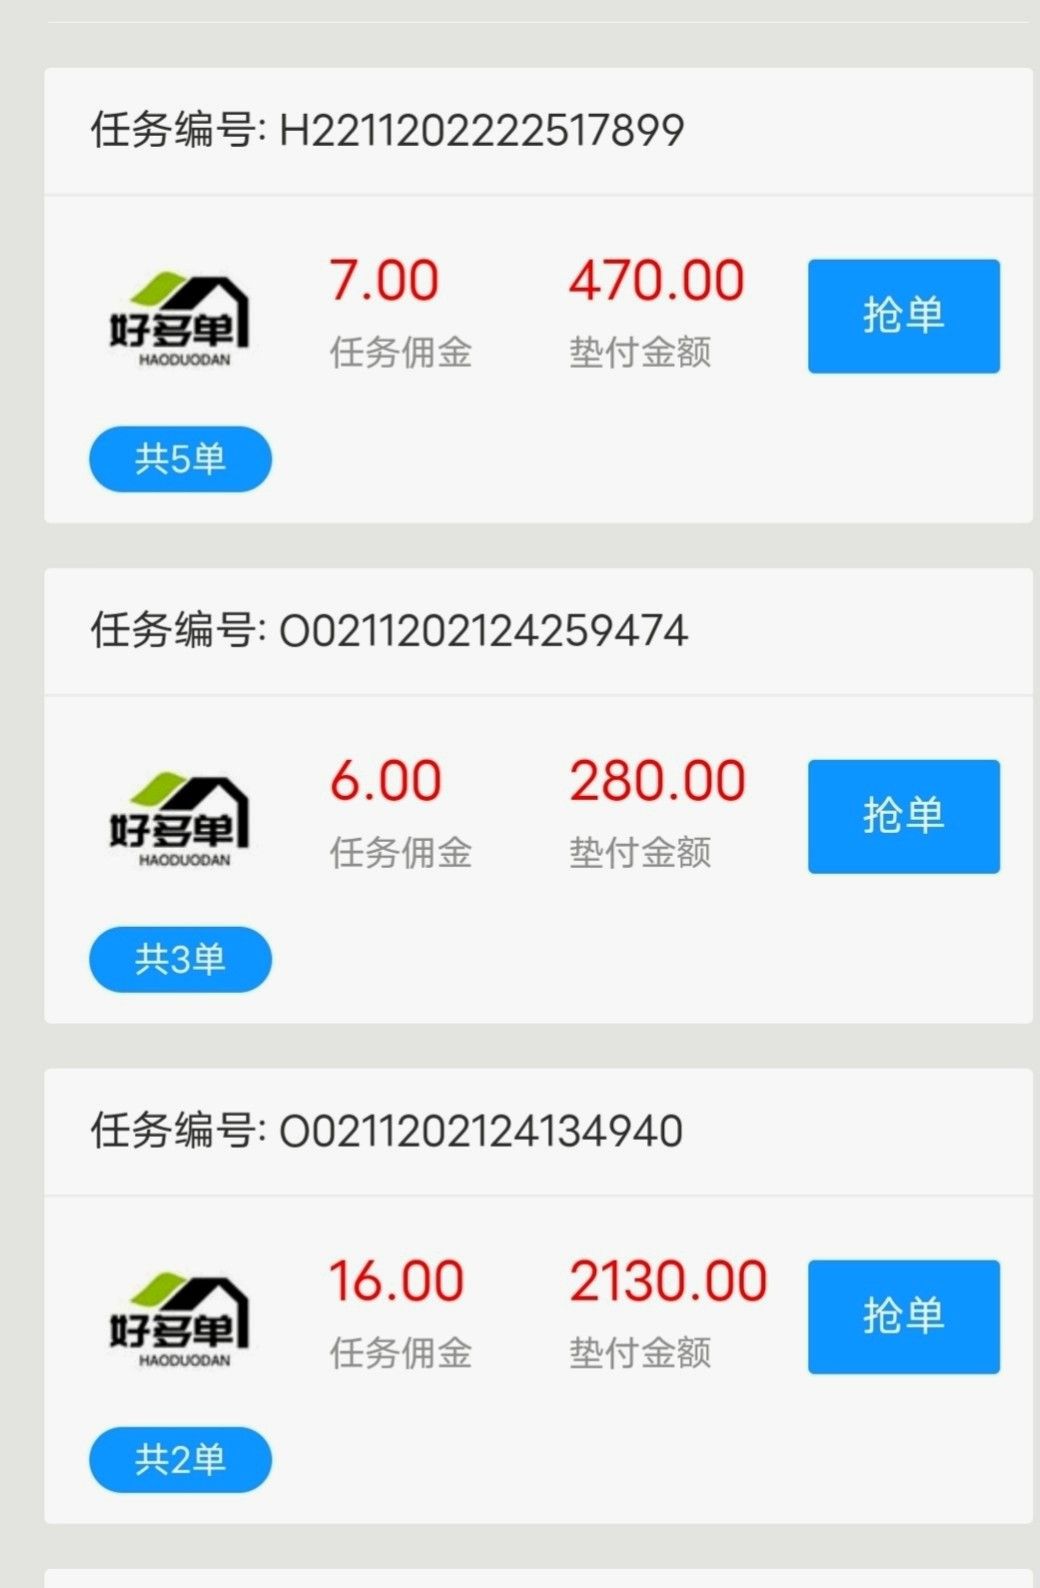 任务编号: H2211202222517899
7.00
470.00
抢单
好多单
HAODUODAN
任务佣金
垫付金额
共5单
任务编号: O02111202124259474
6.00
280.00
抢单
好多单
HAODUODAN
任务佣金
垫付金额
共3单
任务编号: O02111202124134940
16.00
2130.00
抢单
好多单
HAODUODAN
任务佣金
垫付金额
共2单